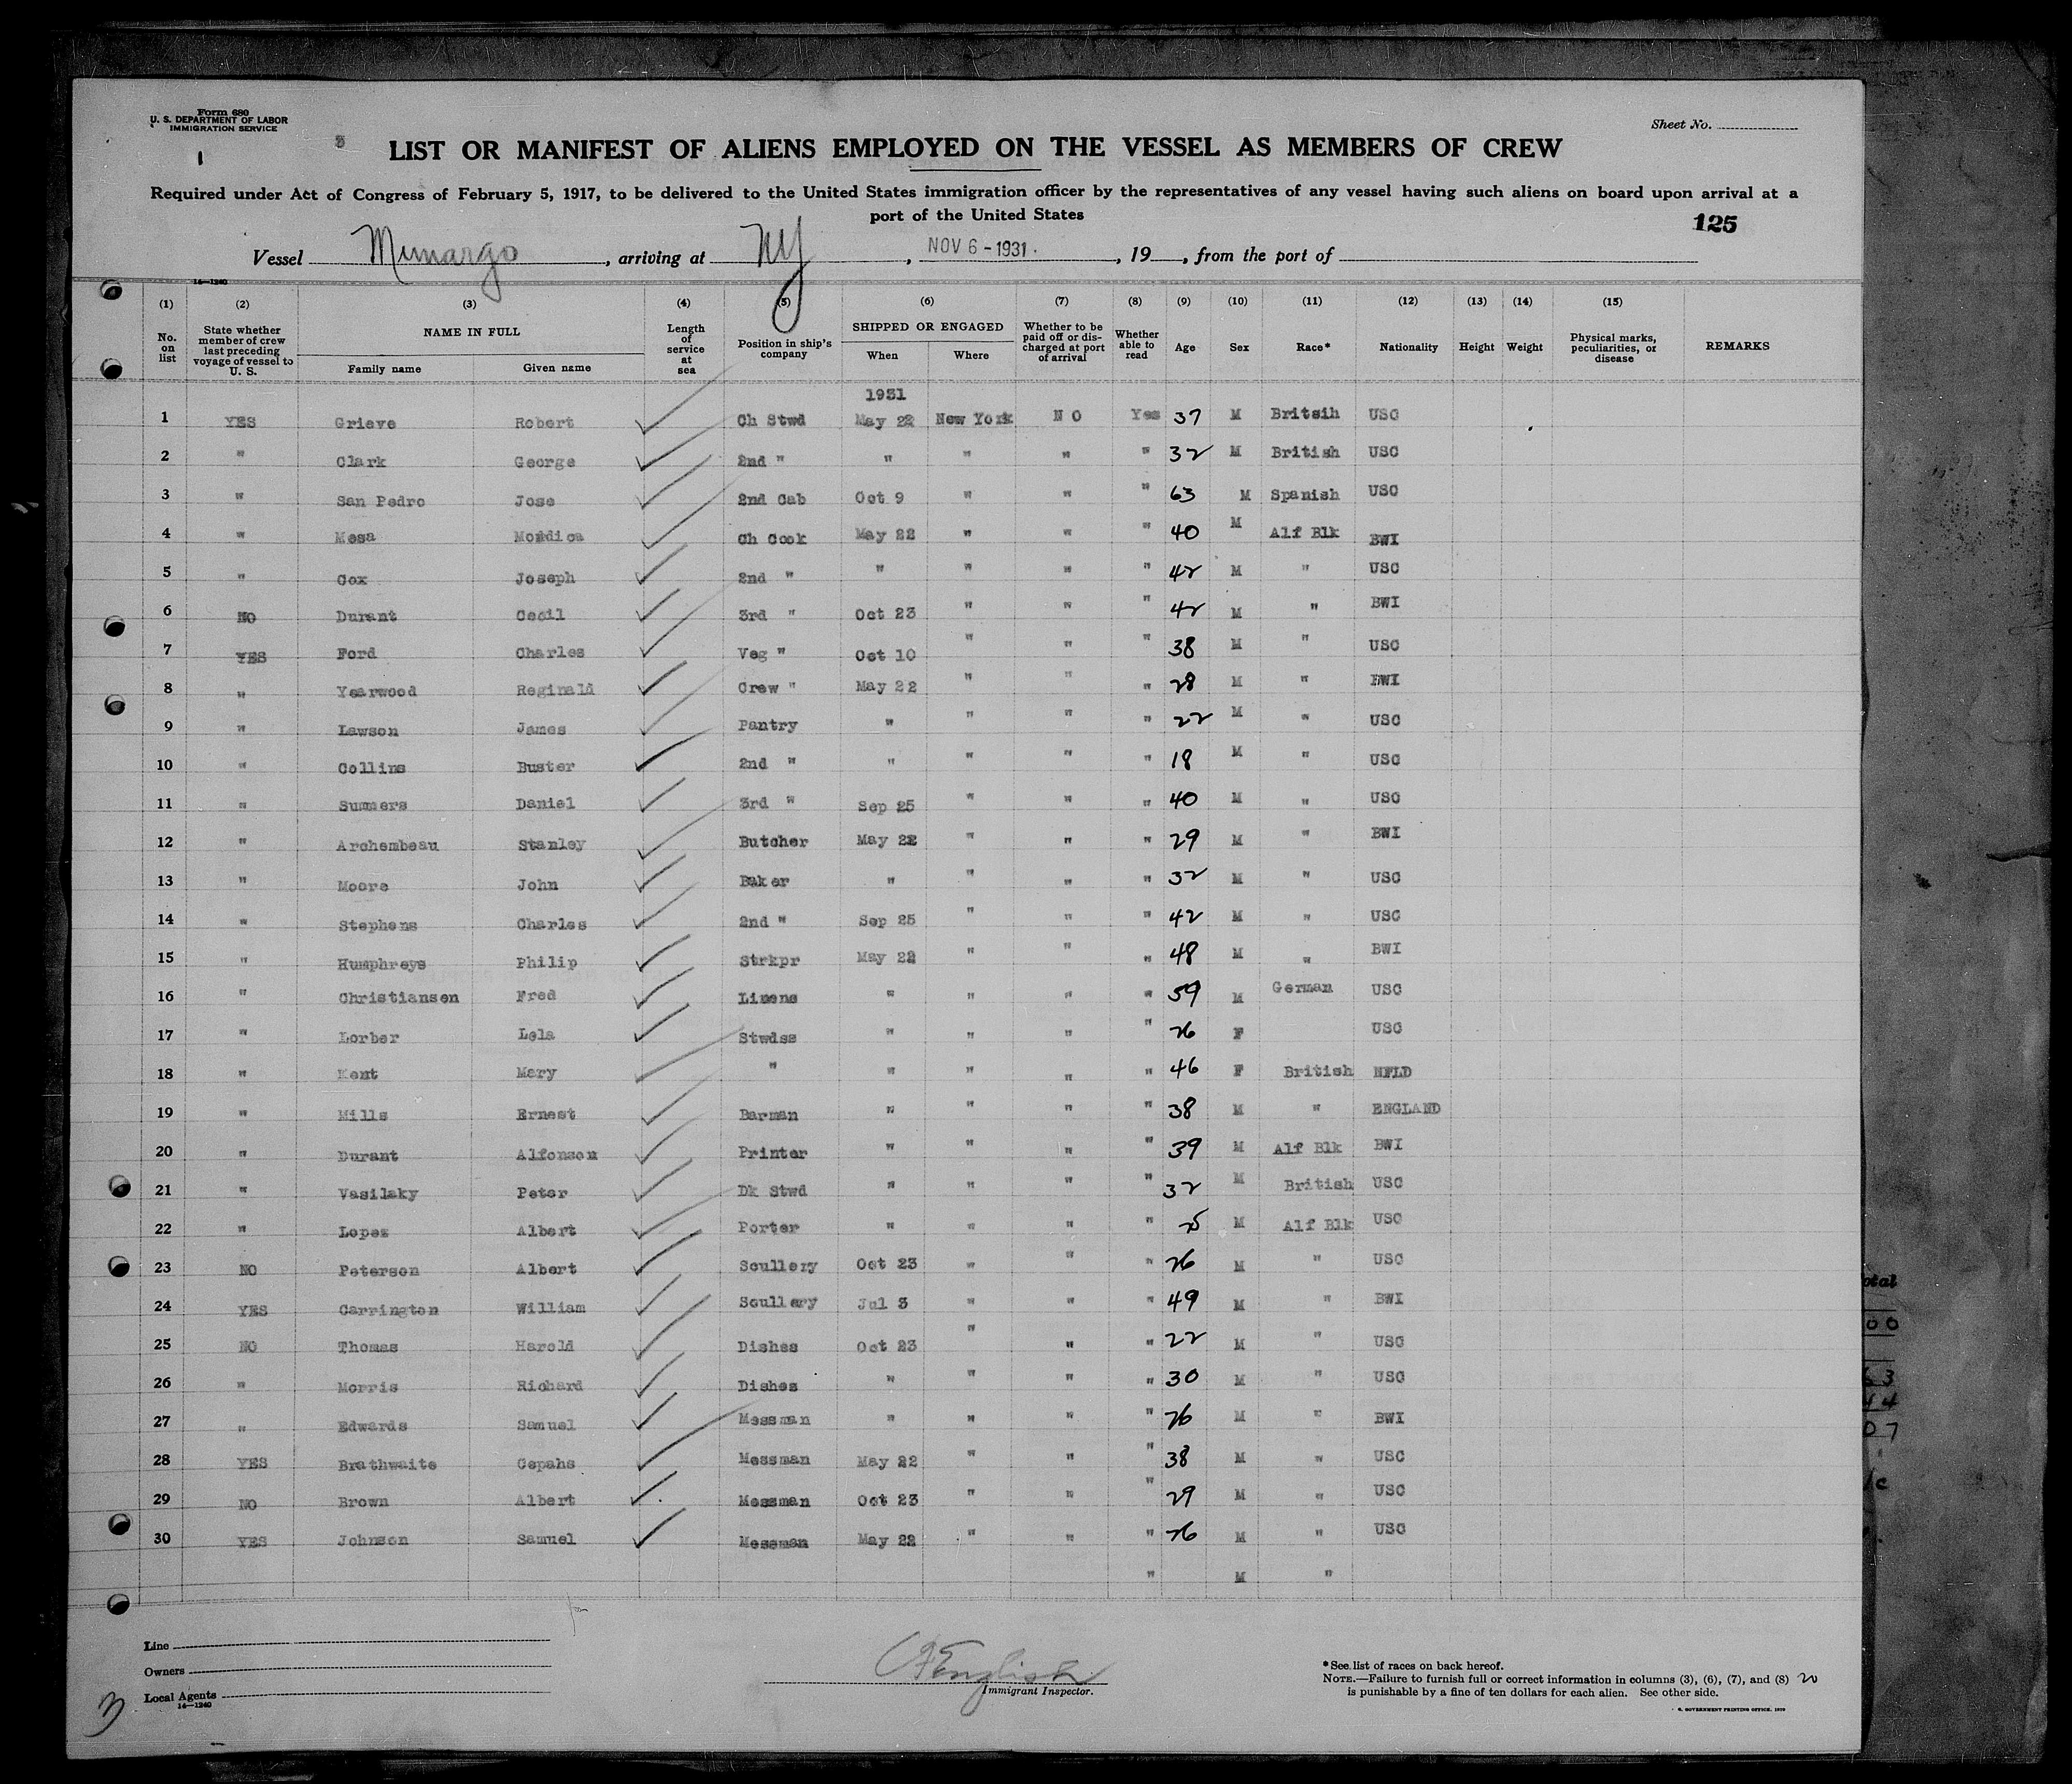 Form 680
U. S. DEPARTMENT OF LABOR
IMMIGRATION SERVICE
1
3
Sheet No.
LIST OR MANIFEST OF ALIENS EMPLOYED ON THE VESSEL AS MEMBERS OF CREW
Required under Act of Congress of February 5, 1917, to be delivered to the United States immigration officer by the representatives of any vessel having such aliens on board upon arrival at a
port of the United States
125
Vessel Munargo, arriving at NY, NOV 6 - 1931., 19, from the port of
14—1240
(1) (2) (3) (4) (5) (6) (7) (8) (9) (10) (11) (12) (13) (14) (15)
No. on list State whether member of crew last preceding voyage of vessel to U. S. NAME IN FULL Family name Given name Length of service at sea Position in ship's company SHIPPED OR ENGAGED When Where Whether to be paid off or discharged at port of arrival Whether able to read Age Sex Race* Nationality Height Weight Physical marks, peculiarities, or disease REMARKS
1931
1 YES Grieve Robert Ch Stwd May 22 New York N O Yes 37 M Britsih USC
2 " Clark George 2nd " " " " " 32 M British USC
3 " San Pedro Jose 2nd Cab Oct 9 " " " 63 M Spanish USC
4 " Mesa Mondica Ch Cook May 22 " " " 40 M Alf Blk BWI
5 " Cox Joseph 2nd " " " " " 42 M " USC
6 NO Durant Cecil 3rd " Oct 23 " " " 42 M " BWI
7 YES Ford Charles Veg " Oct 10 " " " 38 M " USC
8 " Yearwood Reginald Crew " May 22 " " " 28 M " BWI
9 " Lawson James Pantry " " " " 22 M " USC
10 " Collins Buster 2nd " " " " " 18 M " USC
11 " Summers Daniel 3rd " Sep 25 " " " 40 M " USC
12 " Archembeau Stanley Butcher May 22 " " " 29 M " BWI
13 " Moore John Baker " " " " 32 M " USC
14 " Stephens Charles 2nd " Sep 25 " " " 42 M " USC
15 " Humphreys Philip Strkpr May 22 " " " 48 M " BWI
16 " Christiansen Fred Linens " " " " 59 M German USC
17 " Lorber Lela Stwdss " " " " 26 F USC
18 " Kent Mary " " " " " 46 F British NFLD
19 " Mills Ernest Barman " " " " 38 M " ENGLAND
20 " Durant Alfonson Printer " " " " 39 M Alf Blk BWI
21 " Vasilaky Peter Dk Stwd " " " " 32 M British USC
22 " Lopez Albert Porter " " " " 25 M Alf Blk USC
23 NO Peterson Albert Scullery Oct 23 " " " 26 M " USC
24 YES Carrington William Scullery Jul 3 " " " 49 M " BWI
25 NO Thomas Harold Dishes Oct 23 " " " 22 M " USC
26 " Morris Richard Dishes " " " " 30 M " USC
27 " Edwards Samuel Messman " " " " 26 M " BWI
28 YES Brathwaite Cepahs Messman May 22 " " " 38 M " USC
29 NO Brown Albert Messman Oct 23 " " " 29 M " USC
30 YES Johnson Samuel Messman May 22 " " " 26 M " USC
" M "
Line
Owners
Local Agents
14—1240
3
English
Immigrant Inspector.
*See list of races on back hereof.
NOTE.—Failure to furnish full or correct information in columns (3), (6), (7), and (8) 20
is punishable by a fine of ten dollars for each alien. See other side.
GOVERNMENT PRINTING OFFICE